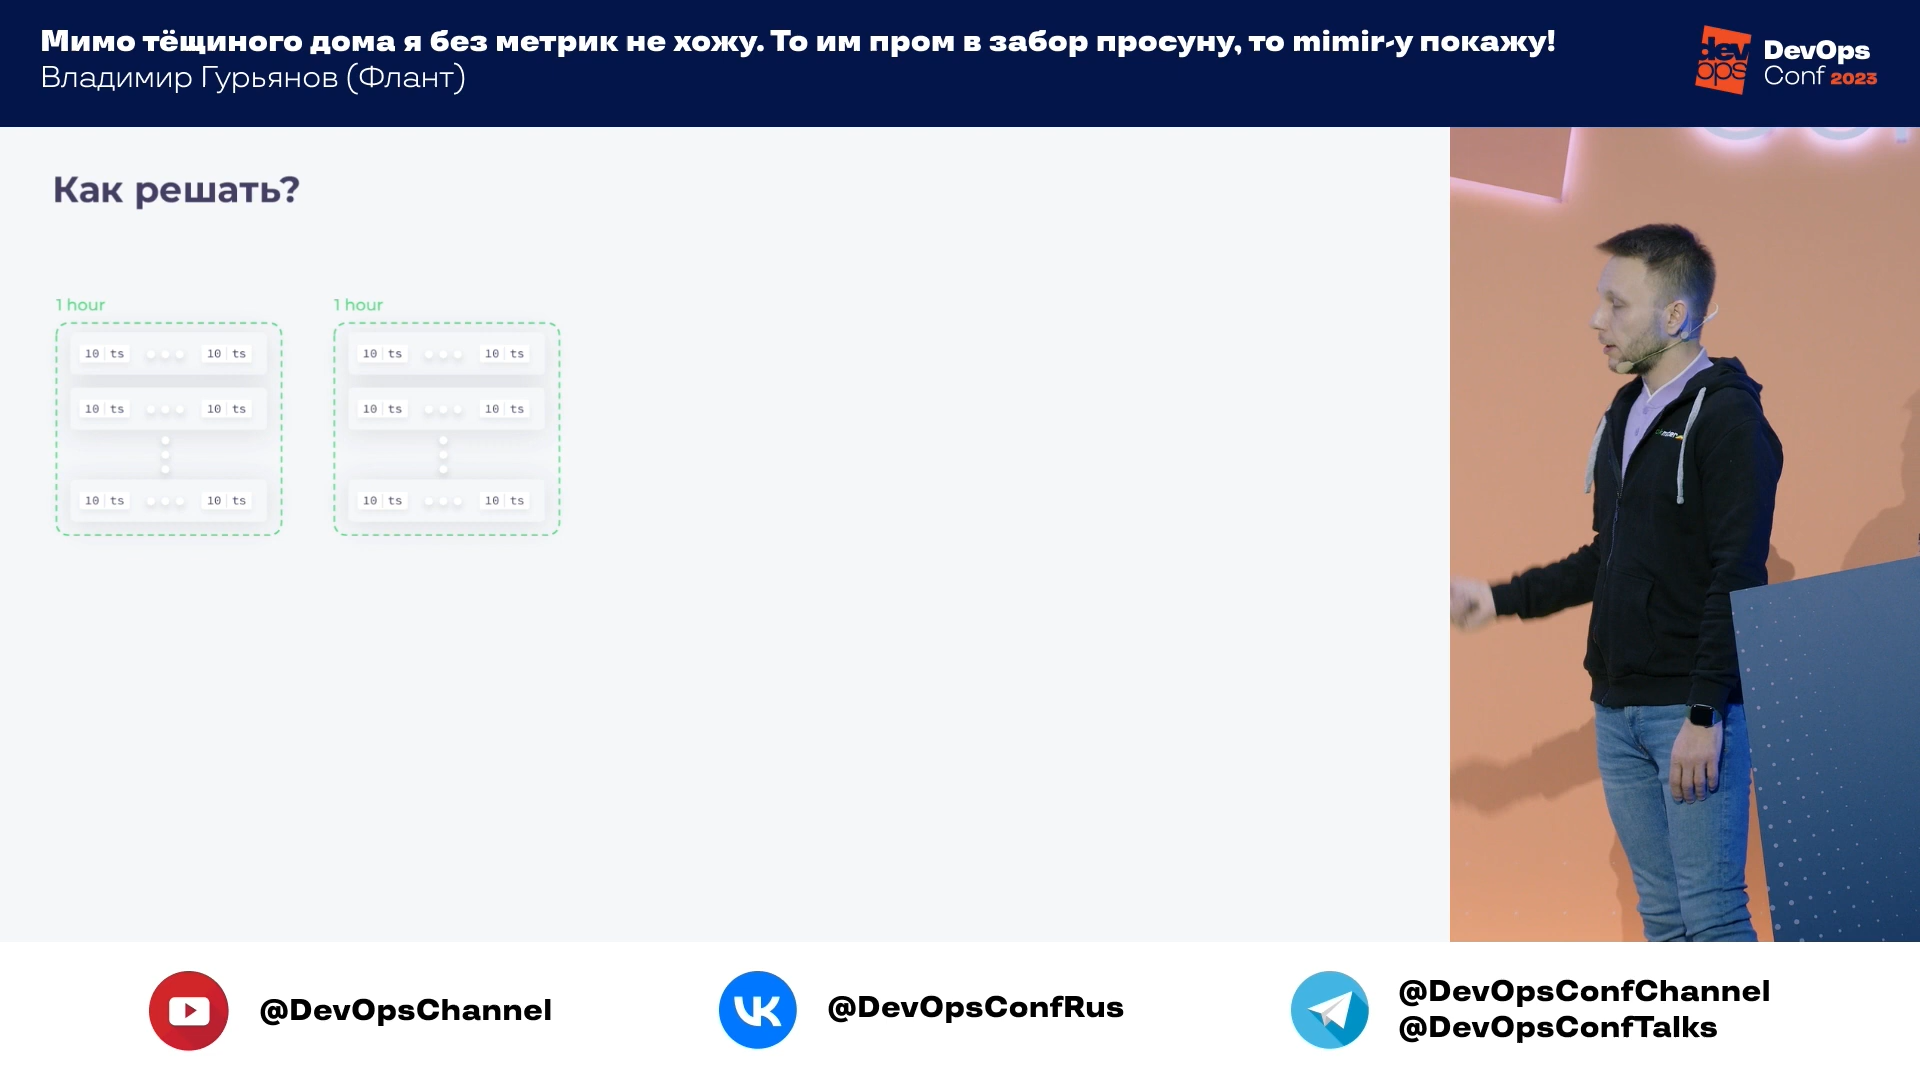 Мимо тёщиного дома я без метрик не хожу. То им пром в забор просуну, то mimir-у покажу!
Владимир Гурьянов (Флант)
dev
ops
DevOps
Conf 2023
Как решать?
1 hour
1 hour
10 ts 10 ts
10 ts 10 ts
10 ts 10 ts
10 ts 10 ts
10 ts 10 ts
10 ts 10 ts
@DevOpsChannel
@DevOpsConfRus
@DevOpsConfChannel
@DevOpsConfTalks